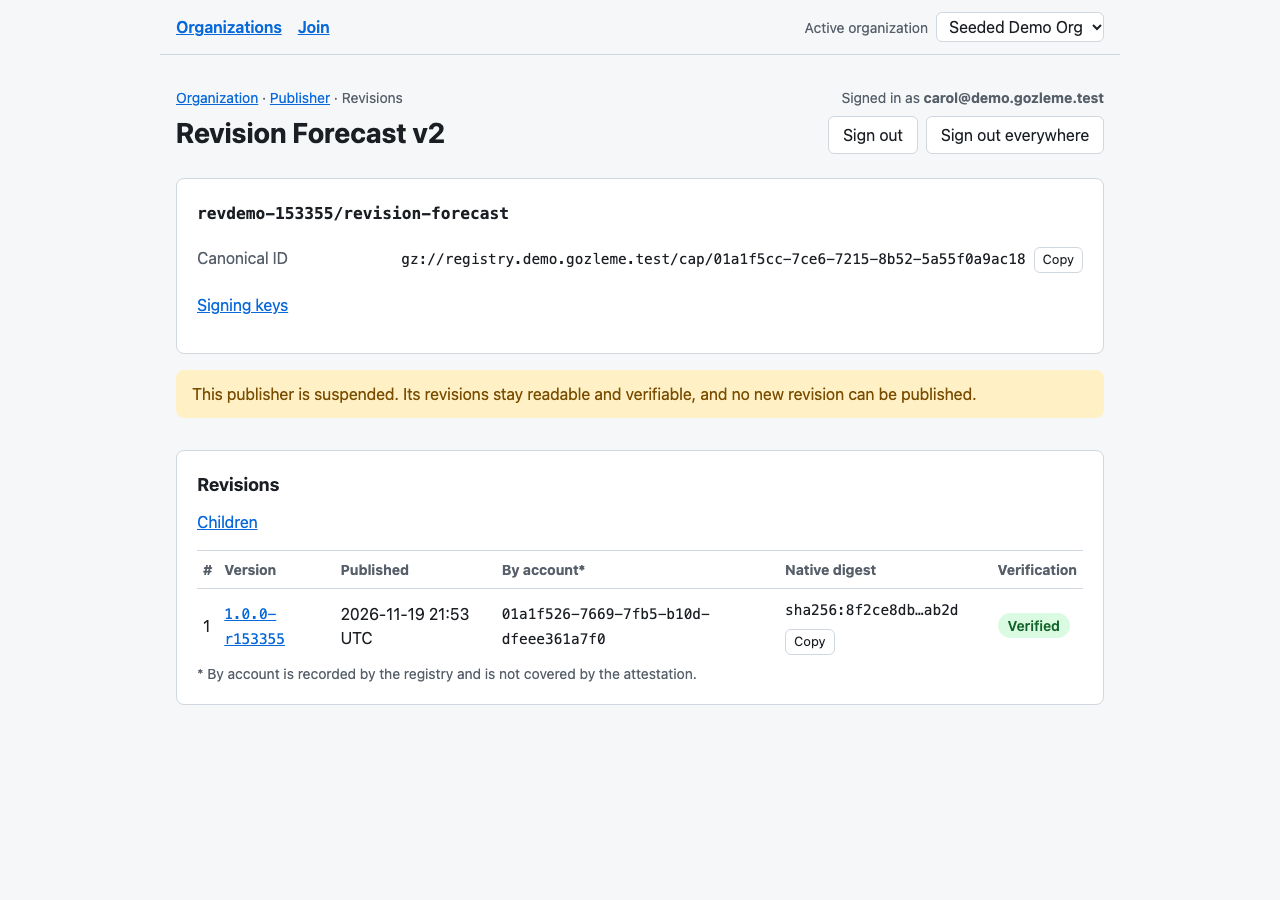 Organizations Join Active organization Seeded Demo Org
Organization · Publisher · Revisions Signed in as carol@demo.gozleme.test
Revision Forecast v2 Sign out Sign out everywhere
revdemo-153355/revision-forecast
Canonical ID gz://registry.demo.gozleme.test/cap/01a1f5cc-7ce6-7215-8b52-5a55f0a9ac18 Copy
Signing keys
This publisher is suspended. Its revisions stay readable and verifiable, and no new revision can be published.
Revisions
Children
# Version Published By account* Native digest Verification
1 1.0.0-r153355 2026-11-19 21:53 UTC 01a1f526-7669-7fb5-b10d-dfeee361a7f0 sha256:8f2ce8db…ab2d Copy Verified
* By account is recorded by the registry and is not covered by the attestation.